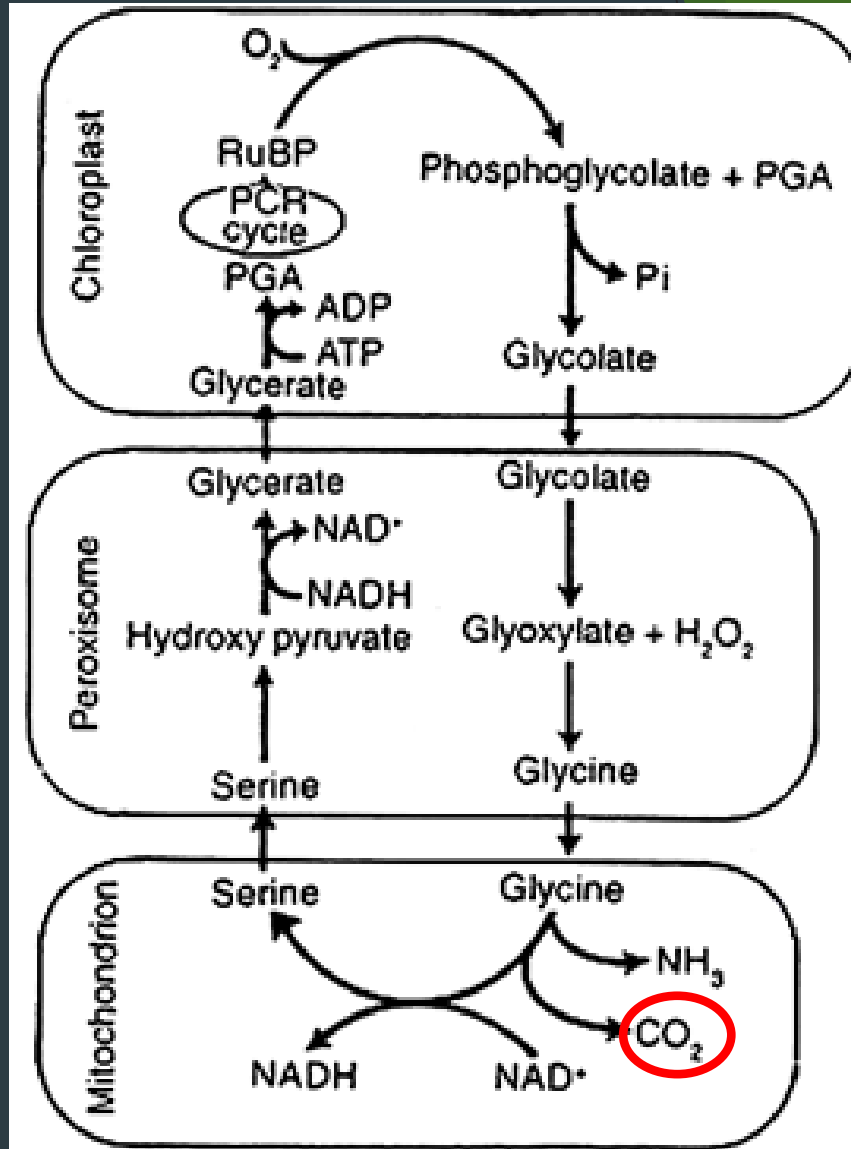 Chloroplast
O₂
RuBP
PCR
cycle
PGA
ADP
ATP
Glycerate
Phosphoglycolate + PGA
Pi
Glycolate
Peroxisome
Glycerate
NAD⁺
NADH
Hydroxy pyruvate
Serine
Glycolate
Glyoxylate + H₂O₂
Glycine
Mitochondrion
Serine
Glycine
NH₃
CO₂
NADH
NAD⁺